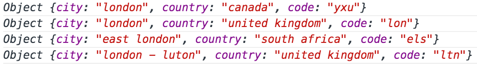 Object {city: "london", country: "canada", code: "yxu"}
Object {city: "london", country: "united kingdom", code: "lon"}
Object {city: "east london", country: "south africa", code: "els"}
Object {city: "london - luton", country: "united kingdom", code: "ltn"}